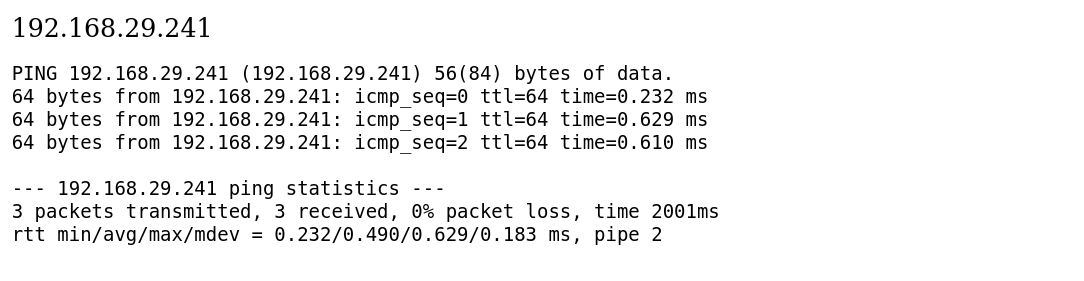 192.168.29.241
PING 192.168.29.241 (192.168.29.241) 56(84) bytes of data.
64 bytes from 192.168.29.241: icmp_seq=0 ttl=64 time=0.232 ms
64 bytes from 192.168.29.241: icmp_seq=1 ttl=64 time=0.629 ms
64 bytes from 192.168.29.241: icmp_seq=2 ttl=64 time=0.610 ms
--- 192.168.29.241 ping statistics ---
3 packets transmitted, 3 received, 0% packet loss, time 2001ms
rtt min/avg/max/mdev = 0.232/0.490/0.629/0.183 ms, pipe 2